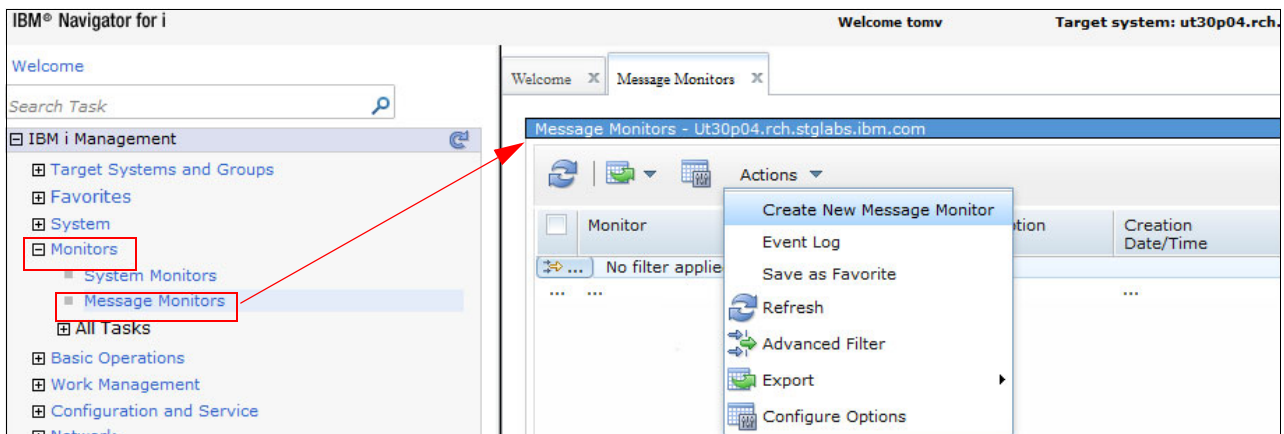 IBM® Navigator for i
Welcome tomv
Target system: ut30p04.rch.
Welcome
Search Task
IBM i Management
Target Systems and Groups
Favorites
System
Monitors
System Monitors
Message Monitors
All Tasks
Basic Operations
Work Management
Configuration and Service
Network
Welcome X
Message Monitors X
Message Monitors - Ut30p04.rch.stglabs.ibm.com
Actions
Monitor
Creation
Date/Time
... No filter applie
... ... ...
Create New Message Monitor
Event Log
Save as Favorite
Refresh
Advanced Filter
Export
Configure Options